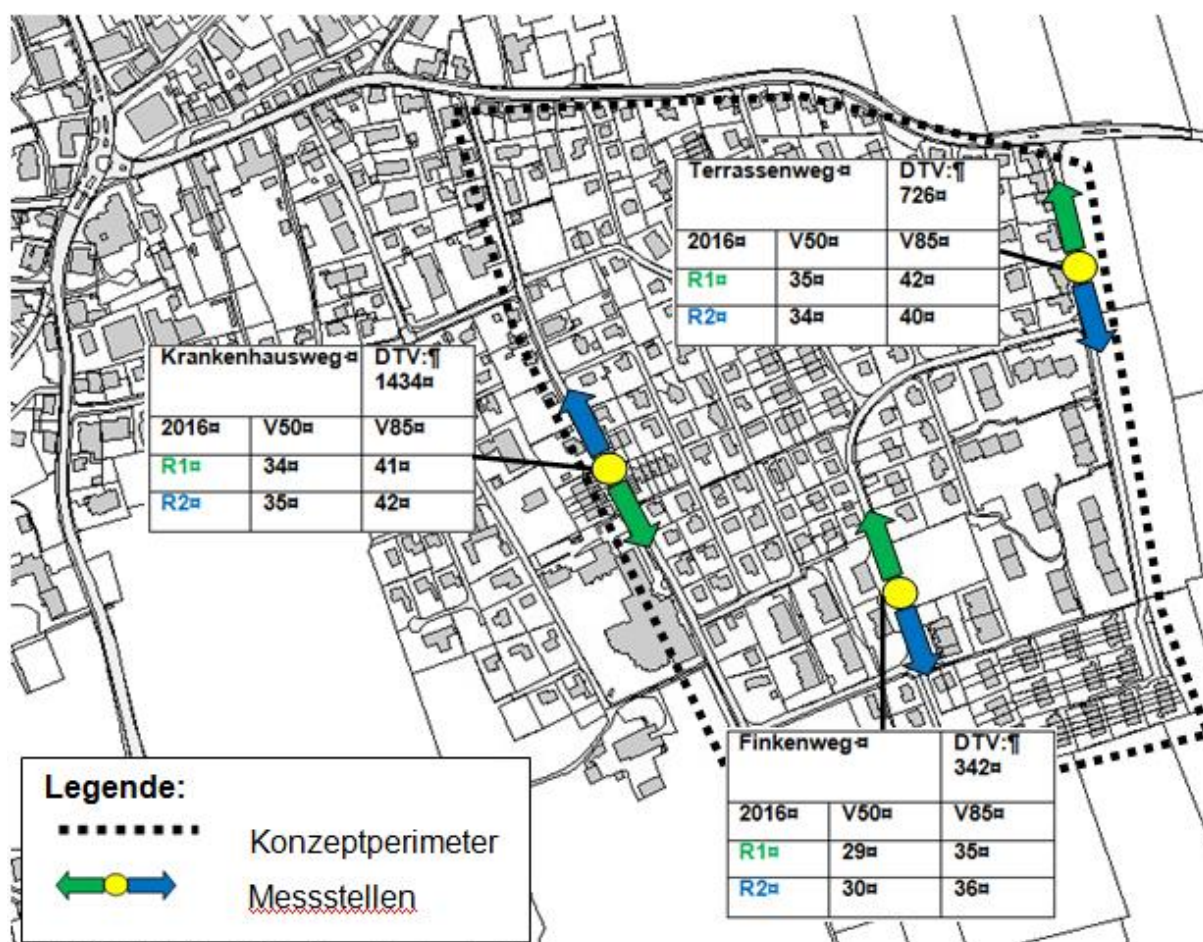 Terrassenweg¤ DTV:¶
726¤
2016¤ V50¤ V85¤
R1¤ 35¤ 42¤
R2¤ 34¤ 40¤
Krankenhausweg¤ DTV:¶
1434¤
2016¤ V50¤ V85¤
R1¤ 34¤ 41¤
R2¤ 35¤ 42¤
Finkenweg¤ DTV:¶
342¤
2016¤ V50¤ V85¤
R1¤ 29¤ 35¤
R2¤ 30¤ 36¤
Legende:
Konzeptperimeter
Messstellen